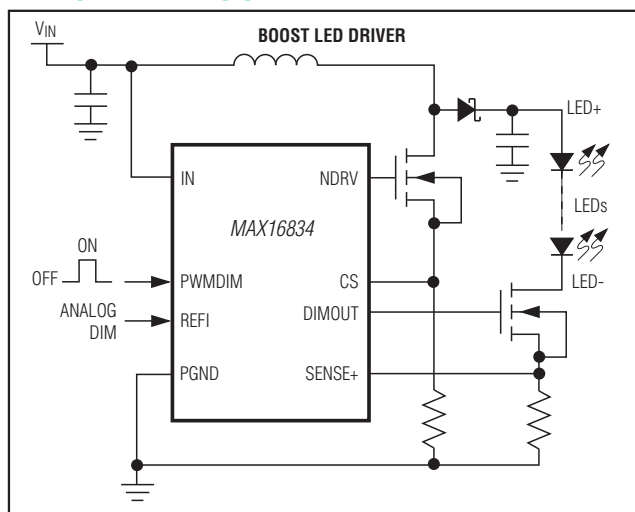 VIN
BOOST LED DRIVER
LED+
IN
NDRV
LEDs
MAX16834
ON
OFF
PWMDIM
CS
LED-
ANALOG
DIM
REFI
DIMOUT
PGND
SENSE+